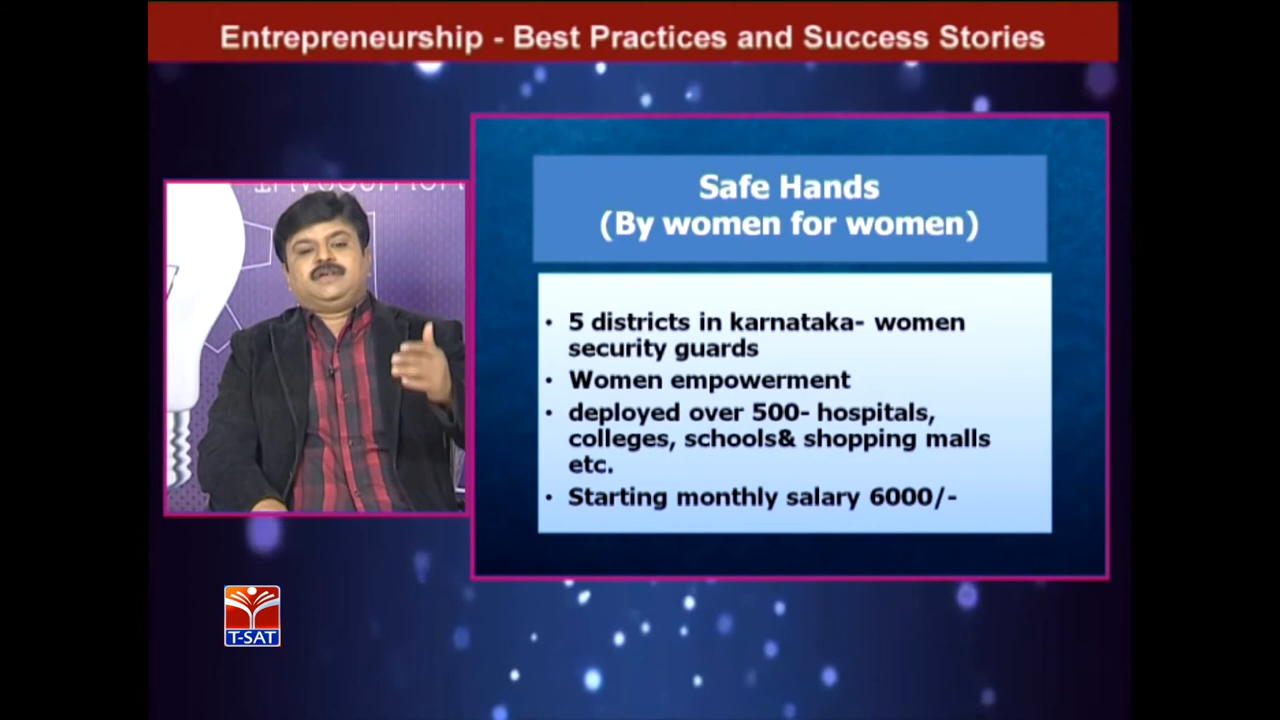 Entrepreneurship - Best Practices and Success Stories
Safe Hands
(By women for women)
• 5 districts in karnataka- women
security guards
• Women empowerment
• deployed over 500- hospitals,
colleges, schools& shopping malls
etc.
• Starting monthly salary 6000/-
T-SAT